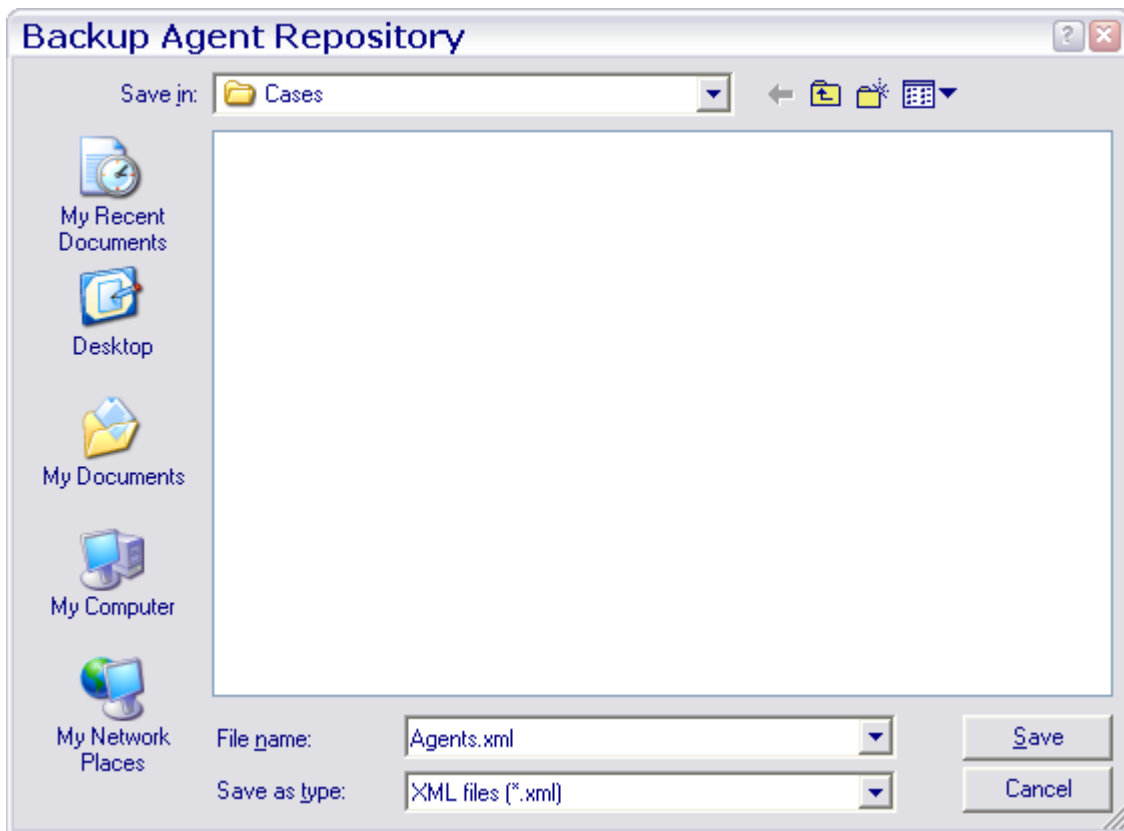 Backup Agent Repository
Save in: Cases
My Recent
Documents
Desktop
My Documents
My Computer
My Network
Places
File name: Agents.xml Save
Save as type: XML files (*.xml) Cancel